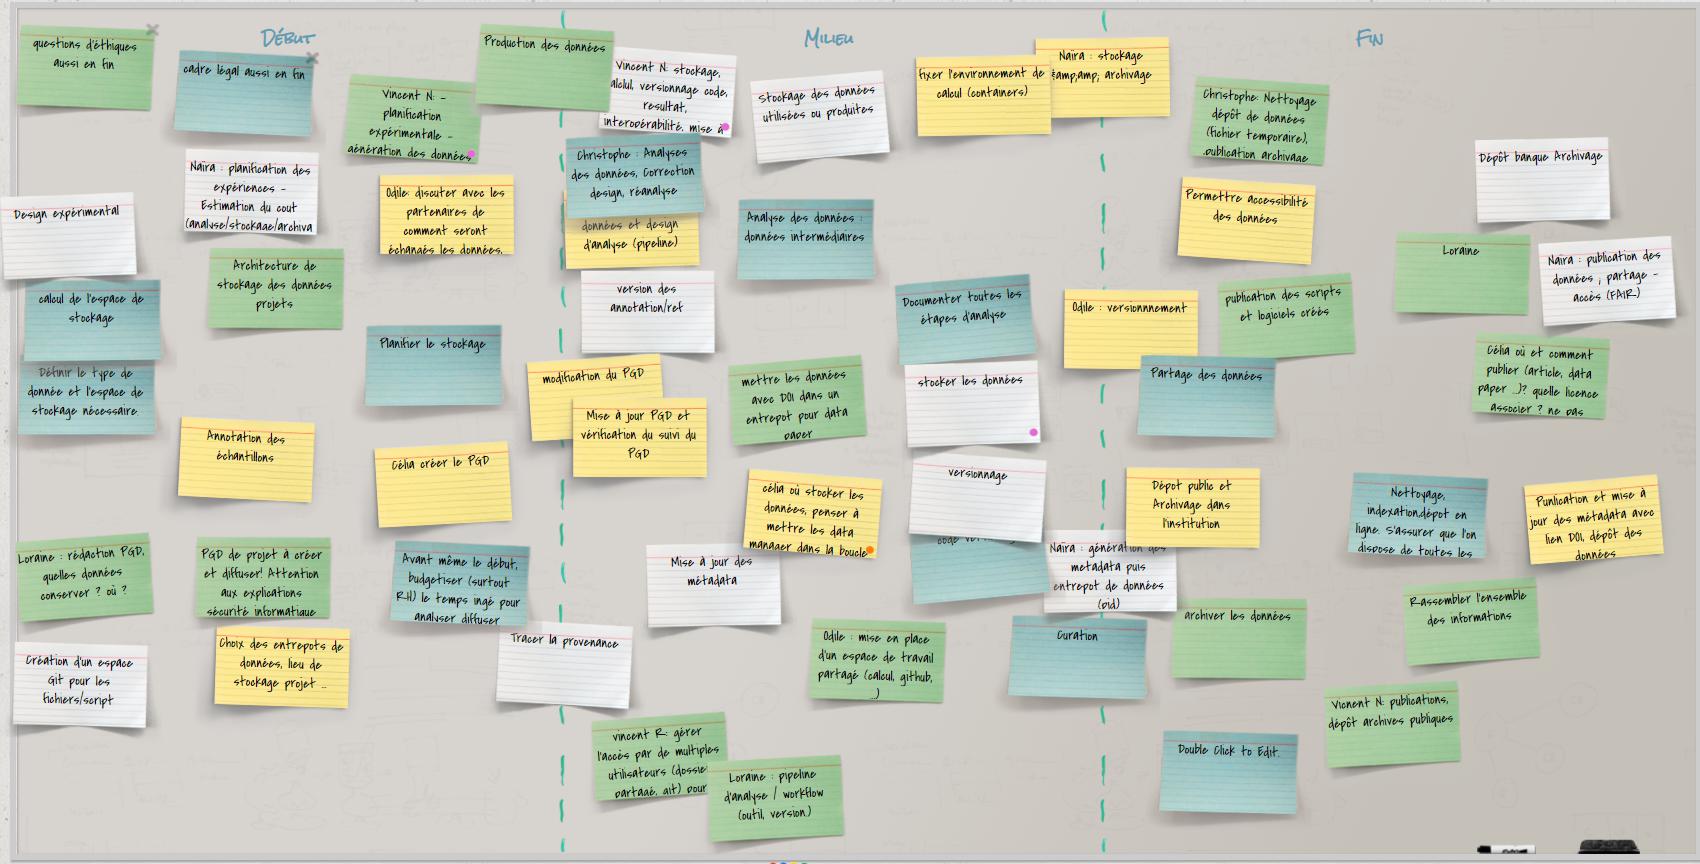 Début
Milieu
Fin
questions d'éthiques
aussi en fin
cadre légal aussi en fin
Vincent N: -
planification
expérimentale -
génération des données
Naïra : planification des
expériences -
Estimation du cout
(analyse/stockage/archiva
Odile: discuter avec les
partenaires de
comment seront
échangés les données.
Design expérimental
calcul de l'espace de
stockage
Définir le type de
donnée et l'espace de
stockage nécessaire
Architecture de
stockage des données
projets
Planifier le stockage
Annotation des
échantillons
Célia créer le PGD
Loraine : rédaction PGD,
quelles données
conserver ? où ?
PGD de projet à créer
et diffuser! Attention
aux explications
sécurité informatique
Avant même le début,
budgetiser (surtout
RH) le temps ingé pour
analyser diffuser
Création d'un espace
Git pour les
fichiers/script
Choix des entrepots de
données, lieu de
stockage projet ...
Tracer la provenance
Production des données
Vincent N: stockage,
calclul, versionnage code,
resultat,
interopérabilité, mise à
Stockage des données
utilisées ou produites
fixer l'environnement de
calcul (containers)
Naïra : stockage
&amp;amp; archivage
Christophe : Analyses
des données, Correction
design, réanalyse
données et design
d'analyse (pipeline)
Analyse des données :
données intermédiaires
version des
annotation/ref
Documenter toutes les
étapes d'analyse
modification du PGD
Mise à jour PGD et
vérification du suivi du
PGD
mettre les données
avec DOI dans un
entrepot pour data
paper
stocker les données
célia où stocker les
données, penser à
mettre les data
manager dans la boucle
versionnage
Mise à jour des
métadata
Naïra : génération des
metadata puis
entrepot de données
(pid)
Odile : mise en place
d'un espace de travail
partagé (calcul, github,
...)
Curation
vincent R: gérer
l'accès par de multiples
utilisateurs (dossier
partagé, git) pour
Loraine : pipeline
d'analyse / workflow
(outil, version.)
Christophe: Nettoyage
dépôt de données
(fichier temporaire),
publication archivage
Permettre accessibilité
des données
Dépôt banque Archivage
Loraine
Naïra : publication des
données ; partage -
accès (FAIR)
Odile : versionnnement
publication des scripts
et logiciels créés
Partage des données
Célia où et comment
publier (article, data
paper ...)? quelle licence
associer ? ne pas
Dépot public et
Archivage dans
l'institution
Nettoyage,
indexation,dépot en
ligne. S'assurer que l'on
dispose de toutes les
Punlication et mise à
jour des métadata avec
lien DOI, dépôt des
données
archiver les données
Rassembler l'ensemble
des informations
Vicnent N: publications,
dépôt archives publiques
Double Click to Edit.